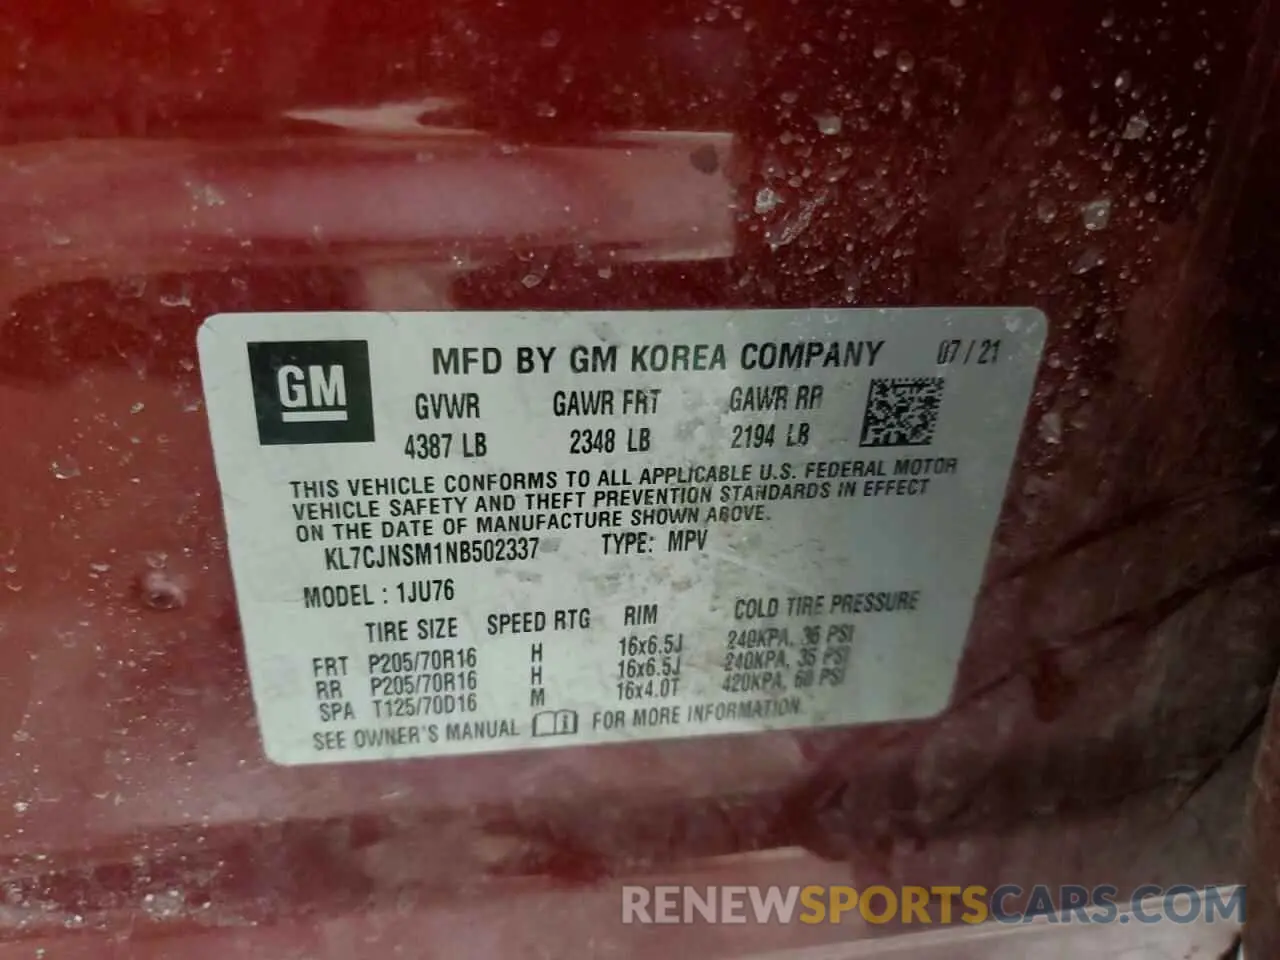 GM
MFD BY GM KOREA COMPANY 07/21
GVWR GAWR FRT GAWR RR
4387 LB 2348 LB 2194 LB
THIS VEHICLE CONFORMS TO ALL APPLICABLE U.S. FEDERAL MOTOR
VEHICLE SAFETY AND THEFT PREVENTION STANDARDS IN EFFECT
ON THE DATE OF MANUFACTURE SHOWN ABOVE.
KL7CJNSM1NB502337 TYPE: MPV
MODEL : 1JU76
TIRE SIZE SPEED RTG RIM COLD TIRE PRESSURE
FRT P205/70R16 H 16x6.5J 240KPA, 35 PSI
RR P205/70R16 H 16x6.5J 240KPA, 35 PSI
SPA T125/70D16 M 16x4.0T 420KPA, 60 PSI
SEE OWNER'S MANUAL FOR MORE INFORMATION
RENEWSPORTSCARS.COM